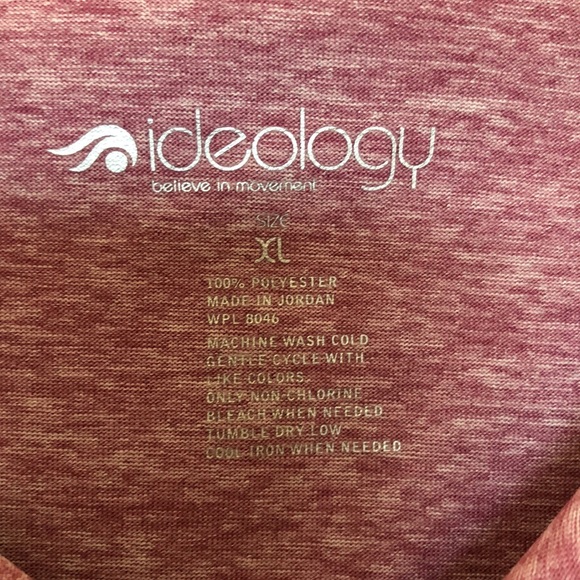 ideology
believe in movement
size
XL
100% POLYESTER
MADE IN JORDAN
WPL 8046
MACHINE WASH COLD
GENTLE CYCLE WITH
LIKE COLORS.
ONLY NON-CHLORINE
BLEACH WHEN NEEDED
TUMBLE DRY LOW
COOL IRON WHEN NEEDED